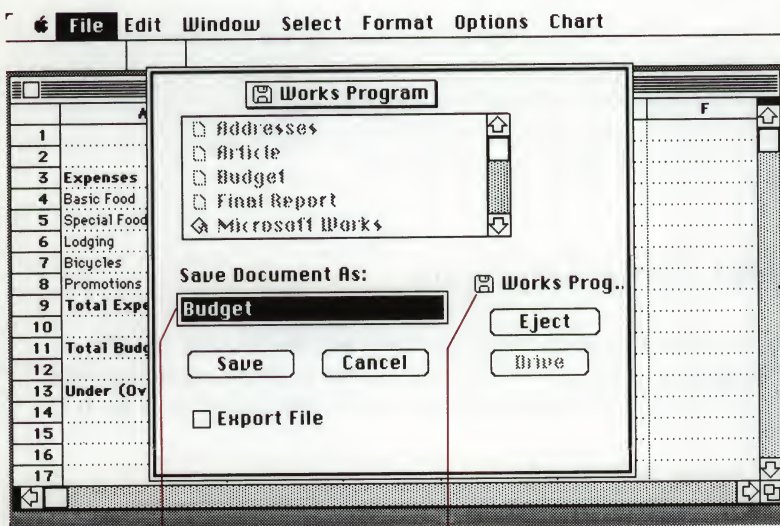 File Edit Window Select Format Options Chart
Works Program
A F
Addresses
Article
Budget
Final Report
Microsoft Works
1
2
3 Expenses
4 Basic Food
5 Special Food
6 Lodging
7 Bicycles
8 Promotions
9 Total Expe
10
11 Total Budg
12
13 Under (Ov
14
15
16
17
Save Document As:
Works Prog..
Budget
Eject
Save Cancel Drive
Export File